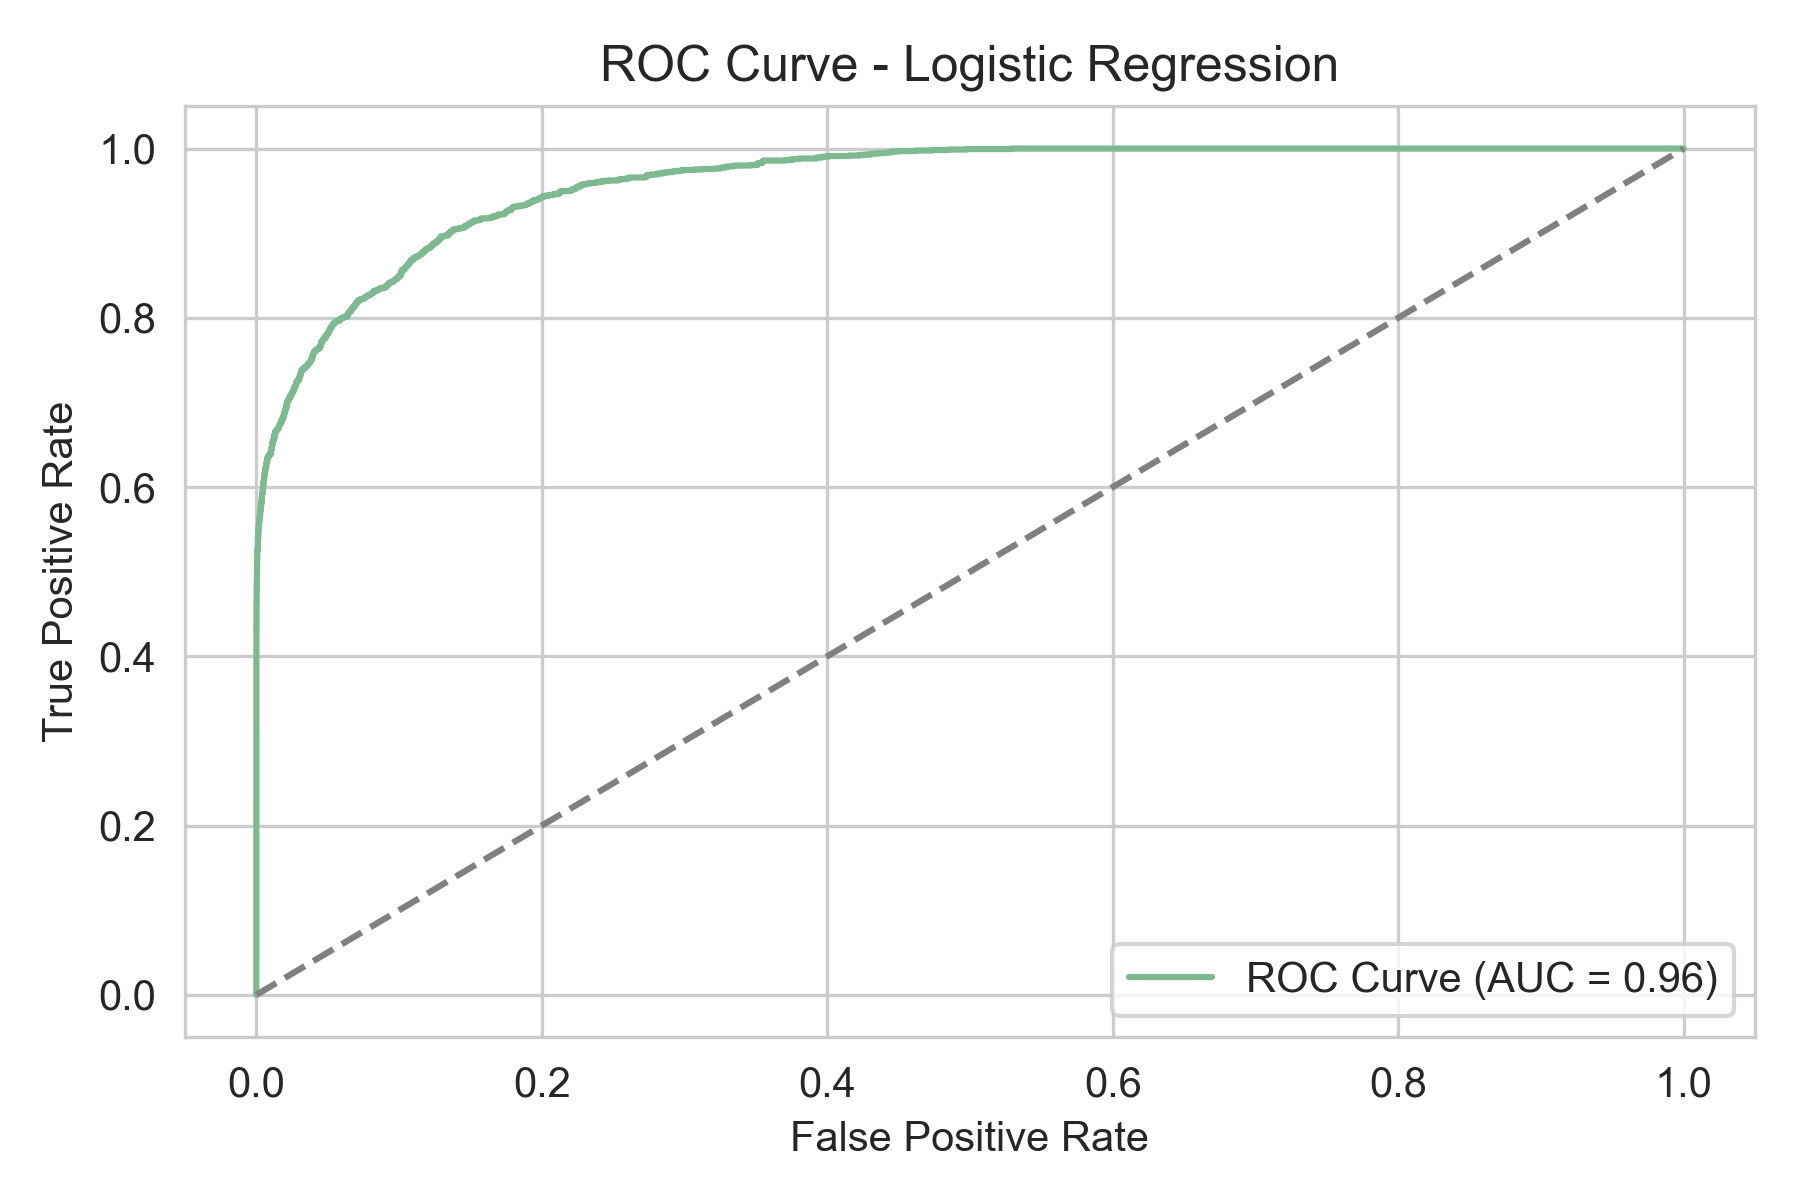 ROC Curve - Logistic Regression
True Positive Rate
1.0
0.8
0.6
0.4
0.2
0.0
ROC Curve (AUC = 0.96)
0.0 0.2 0.4 0.6 0.8 1.0
False Positive Rate